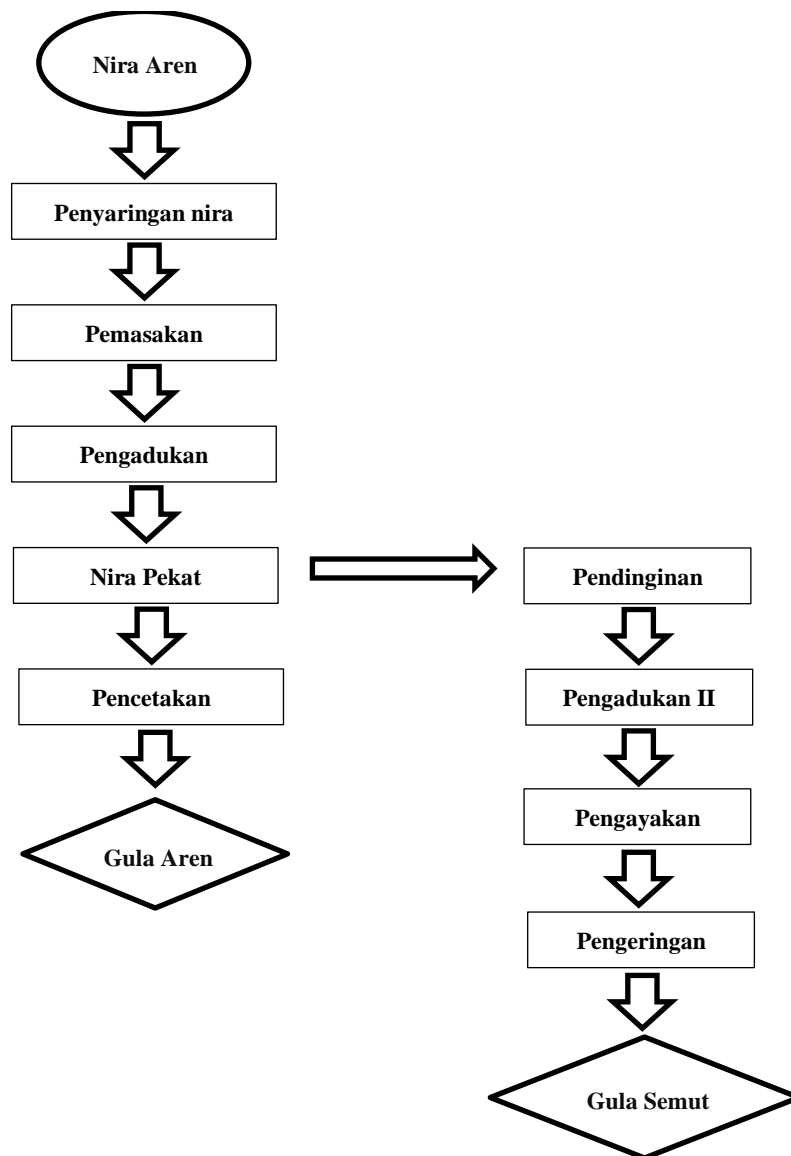 Nira Aren
Penyaringan nira
Pemasakan
Pengadukan
Nira Pekat
Pencetakan
Gula Aren
Pendinginan
Pengadukan II
Pengayakan
Pengeringan
Gula Semut